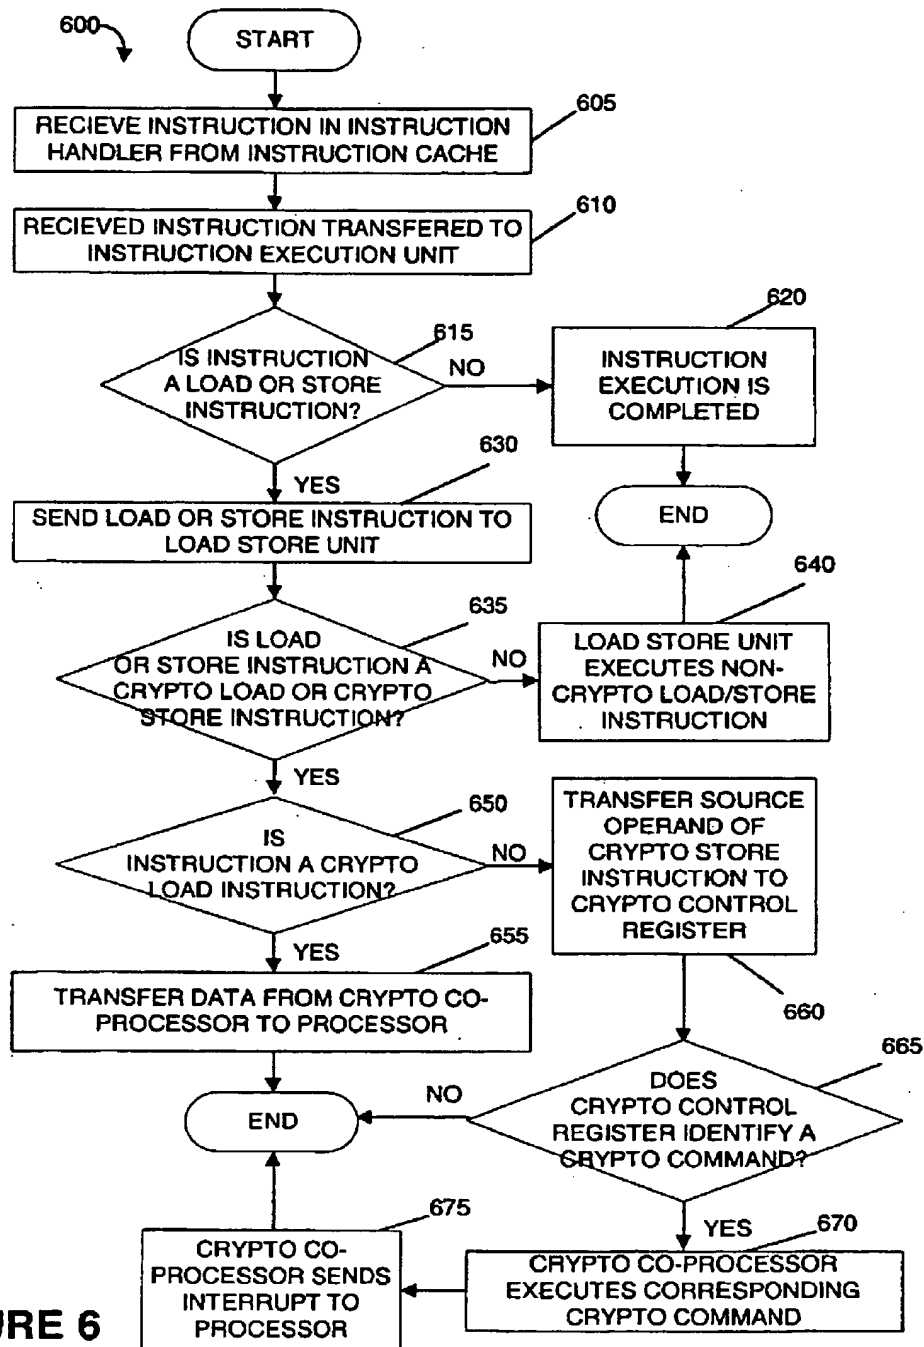 600
START
605
RECIEVE INSTRUCTION IN INSTRUCTION
HANDLER FROM INSTRUCTION CACHE
610
RECIEVED INSTRUCTION TRANSFERED TO
INSTRUCTION EXECUTION UNIT
615
IS INSTRUCTION
A LOAD OR STORE
INSTRUCTION?
NO
620
INSTRUCTION
EXECUTION IS
COMPLETED
END
YES
630
SEND LOAD OR STORE INSTRUCTION TO
LOAD STORE UNIT
635
IS LOAD
OR STORE INSTRUCTION A
CRYPTO LOAD OR CRYPTO
STORE INSTRUCTION?
NO
640
LOAD STORE UNIT
EXECUTES NON-
CRYPTO LOAD/STORE
INSTRUCTION
YES
650
IS
INSTRUCTION A CRYPTO
LOAD INSTRUCTION?
NO
TRANSFER SOURCE
OPERAND OF
CRYPTO STORE
INSTRUCTION TO
CRYPTO CONTROL
REGISTER
660
YES
655
TRANSFER DATA FROM CRYPTO CO-
PROCESSOR TO PROCESSOR
END
665
DOES
CRYPTO CONTROL
REGISTER IDENTIFY A
CRYPTO COMMAND?
NO
YES
670
CRYPTO CO-PROCESSOR
EXECUTES CORRESPONDING
CRYPTO COMMAND
675
CRYPTO CO-
PROCESSOR SENDS
INTERRUPT TO
PROCESSOR
URE 6